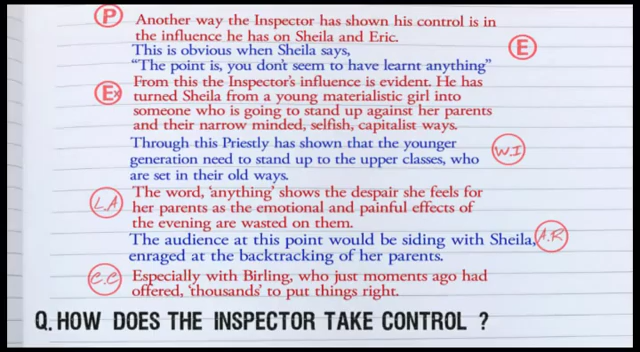 P Another way the Inspector has shown his control is in
the influence he has on Sheila and Eric.
This is obvious when Sheila says, E
“The point is, you don't seem to have learnt anything”
Ex From this the Inspector's influence is evident. He has
turned Sheila from a young materialistic girl into
someone who is going to stand up against her parents
and their narrow minded, selfish, capitalist ways.
Through this Priestly has shown that the younger
generation need to stand up to the upper classes, who W.I
are set in their old ways.
L.A The word, 'anything' shows the despair she feels for
her parents as the emotional and painful effects of
the evening are wasted on them.
The audience at this point would be siding with Sheila, A.R
enraged at the backtracking of her parents.
C.C Especially with Birling, who just moments ago had
offered, 'thousands' to put things right.
Q. HOW DOES THE INSPECTOR TAKE CONTROL ?